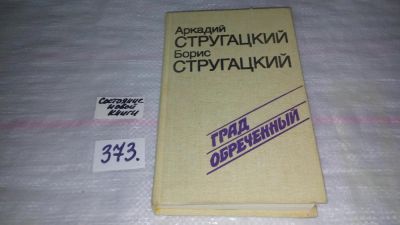 Аркадий
СТРУГАЦКИЙ
Борис
СТРУГАЦКИЙ
ГРАД
ОБРЕЧЕННЫЙ
Состояние
новой
книги
373.